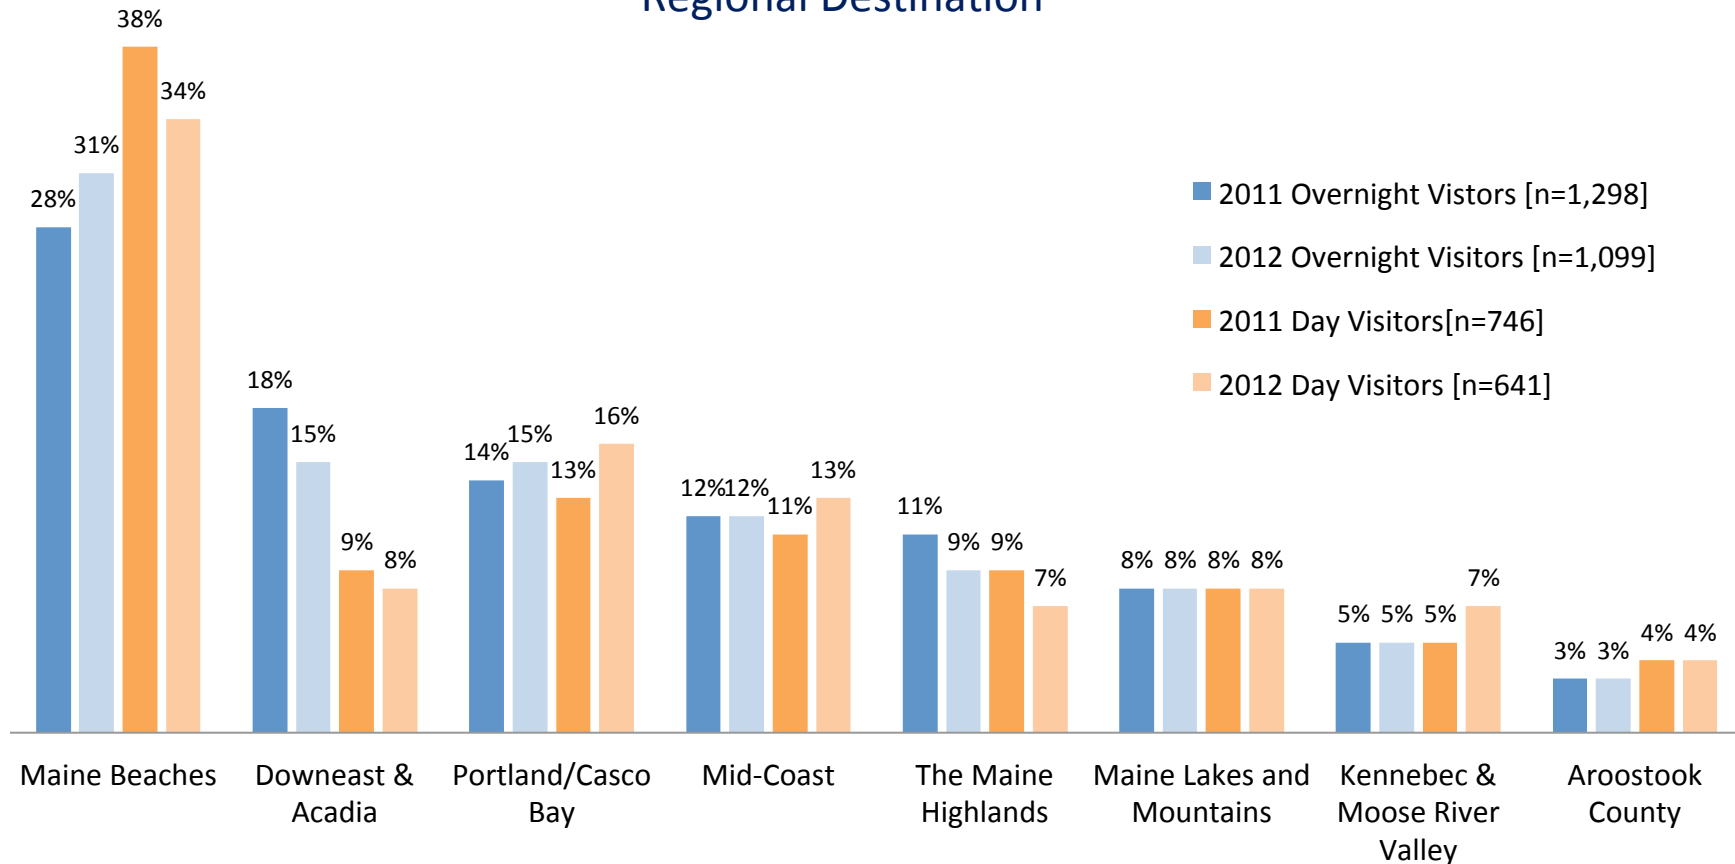 Regional Destination
38%
34%
31%
28%
18%
15%
9%
8%
14%
15%
13%
16%
12%
12%
11%
13%
11%
9%
9%
7%
8%
8%
8%
8%
5%
5%
5%
7%
3%
3%
4%
4%
2011 Overnight Vistors [n=1,298]
2012 Overnight Visitors [n=1,099]
2011 Day Visitors[n=746]
2012 Day Visitors [n=641]
Maine Beaches
Downeast &
Acadia
Portland/Casco
Bay
Mid-Coast
The Maine
Highlands
Maine Lakes and
Mountains
Kennebec &
Moose River
Valley
Aroostook
County